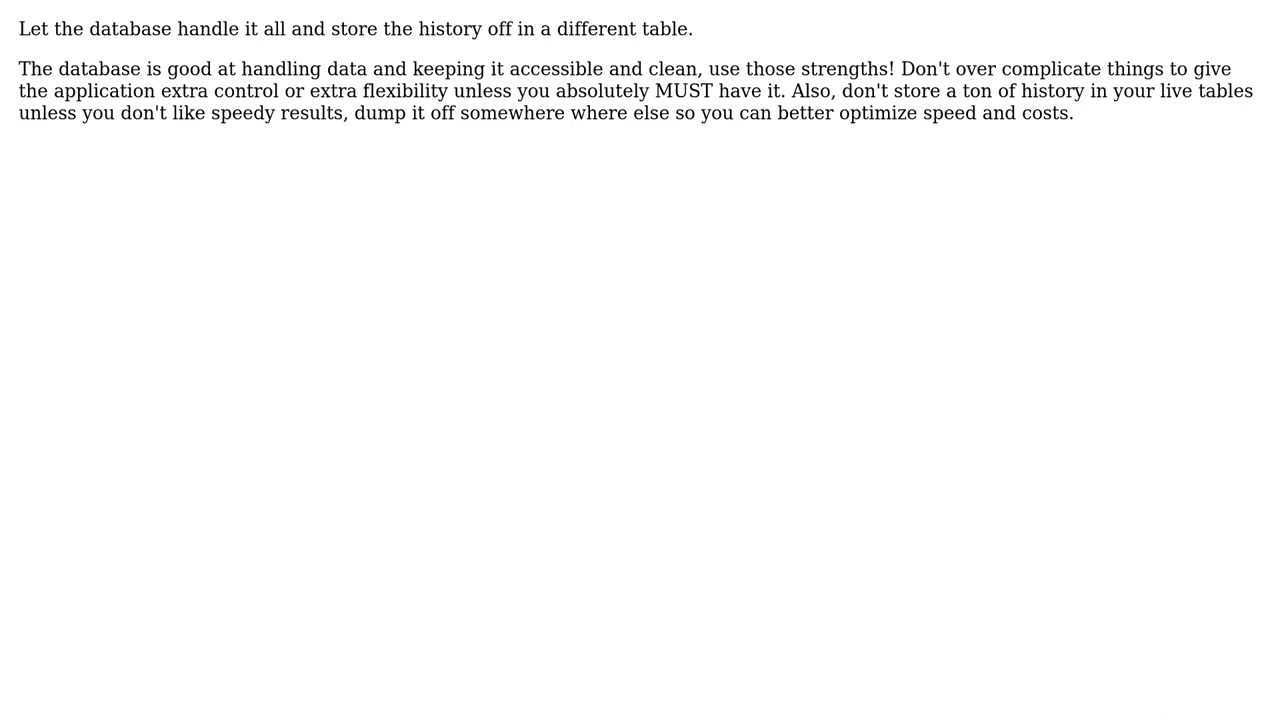 Let the database handle it all and store the history off in a different table.
The database is good at handling data and keeping it accessible and clean, use those strengths! Don't over complicate things to give
the application extra control or extra flexibility unless you absolutely MUST have it. Also, don't store a ton of history in your live tables
unless you don't like speedy results, dump it off somewhere where else so you can better optimize speed and costs.